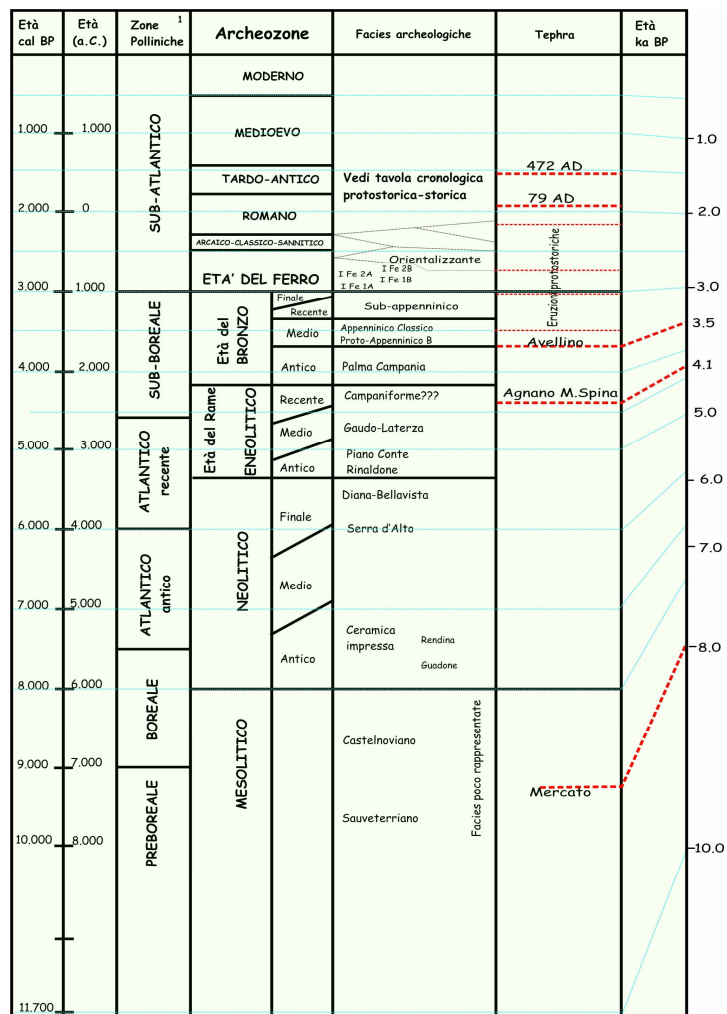 Età cal BP
Età (a.C.)
Zone Polliniche 1
Archeozone
Facies archeologiche
Tephra
Età ka BP
1.000
2.000
3.000
4.000
5.000
6.000
7.000
8.000
9.000
10.000
11.700
1.000
0
1.000
2.000
3.000
4.000
5.000
6.000
7.000
8.000
SUB-ATLANTICO
SUB-BOREALE
ATLANTICO
recente
ATLANTICO
antico
BOREALE
PREBOREALE
MODERNO
MEDIOEVO
TARDO-ANTICO
ROMANO
ARCAICO-CLASSICO-SANNITICO
ETA' DEL FERRO
Età del
BRONZO
Finale
Recente
Medio
Antico
Età del Rame
ENEOLITICO
Recente
Medio
Antico
NEOLITICO
Finale
Medio
Antico
MESOLITICO
Vedi tavola cronologica
protostorica-storica
Orientalizzante
I Fe 2B
I Fe 2A
I Fe 1B
I Fe 1A
Sub-appenninico
Appenninico Classico
Proto-Appenninico B
Palma Campania
Campaniforme???
Gaudo-Laterza
Piano Conte
Rinaldone
Diana-Bellavista
Serra d'Alto
Ceramica
impressa
Rendina
Guadone
Castelnoviano
Sauveterriano
Facies poco rappresentate
472 AD
79 AD
Eruzioni protostoriche
Avellino
Agnano M.Spina
Mercato
1.0
2.0
3.0
3.5
4.1
5.0
6.0
7.0
8.0
10.0